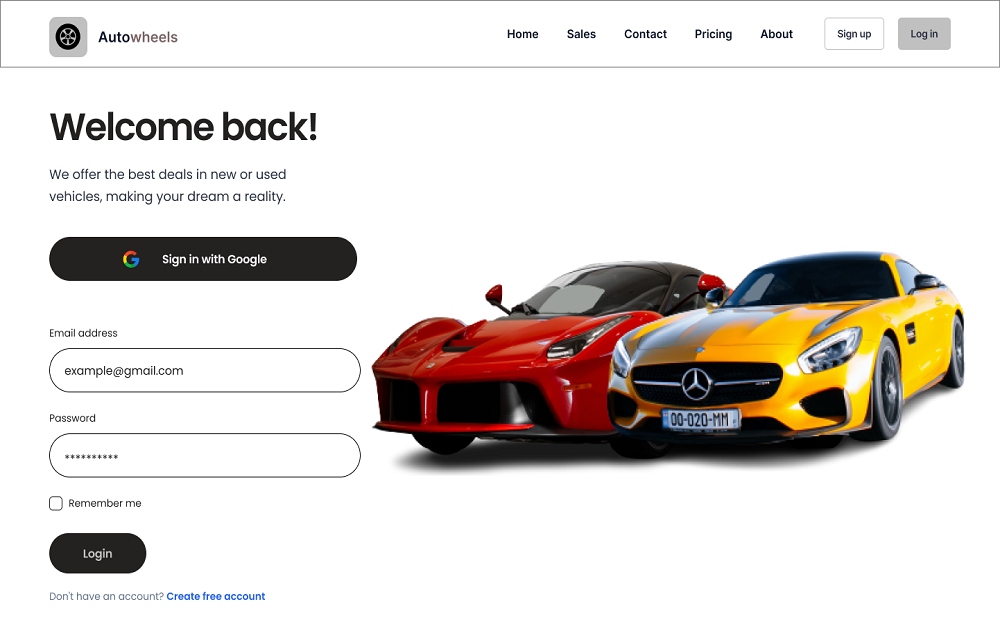 Autowheels
Home Sales Contact Pricing About Sign up Log in
Welcome back!
We offer the best deals in new or used
vehicles, making your dream a reality.
Sign in with Google
Email address
example@gmail.com
Password
**********
Remember me
Login
Don't have an account? Create free account
00-020-MM